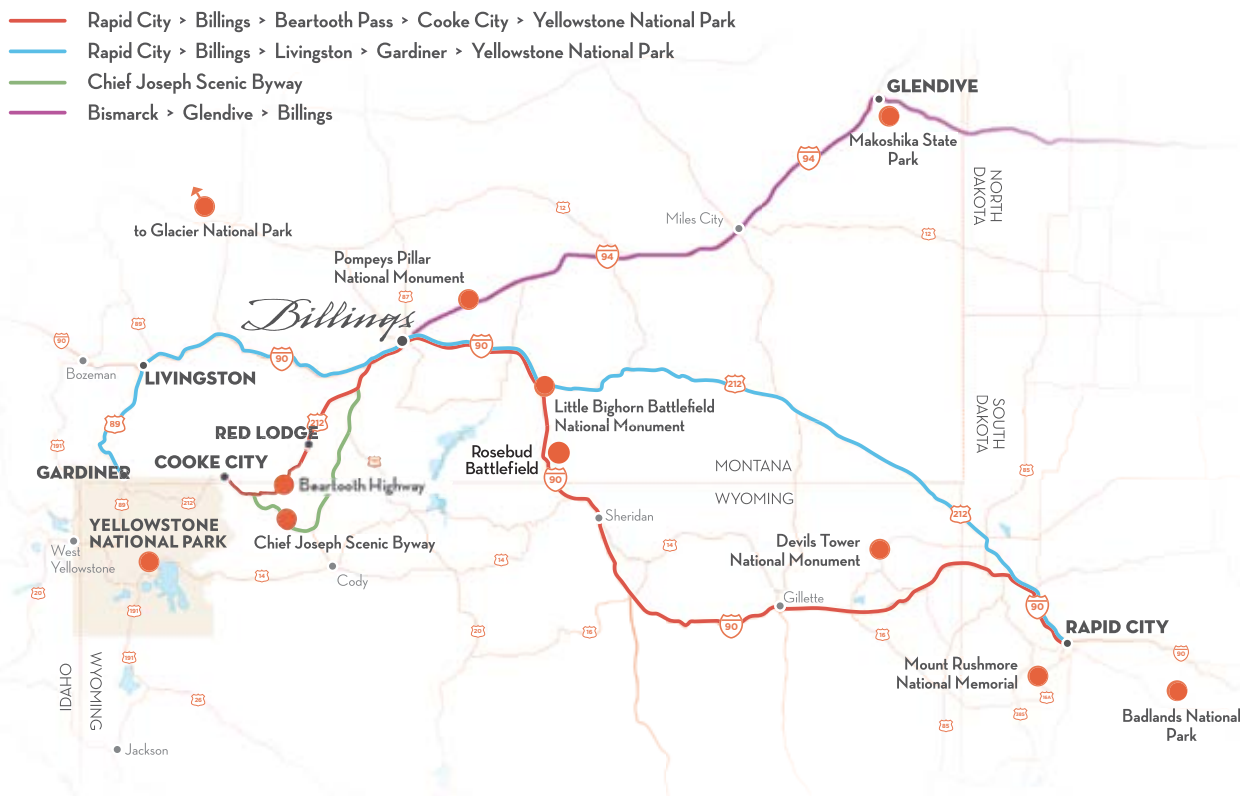 Rapid City > Billings > Beartooth Pass > Cooke City > Yellowstone National Park
Rapid City > Billings > Livingston > Gardiner > Yellowstone National Park
Chief Joseph Scenic Byway
Bismarck > Glendive > Billings
GLENDIVE
Makoshika State
Park
94
NORTH
DAKOTA
to Glacier National Park
12
Miles City
12
Pompeys Pillar
National Monument
94
87
Billings
89
90
90
90
Bozeman
LIVINGSTON
212
Little Bighorn Battlefield
National Monument
SOUTH
DAKOTA
89
212
RED LODGE
191
COOKE CITY
GARDINER
Rosebud
Battlefield
MONTANA
WYOMING
85
90
Beartooth Highway
89
212
212
YELLOWSTONE
NATIONAL PARK
Sheridan
West
Yellowstone
Chief Joseph Scenic Byway
14
Devils Tower
National Monument
14
14
Cody
20
191
Gillette
90
90
RAPID CITY
20
16
16
90
191
IDAHO
WYOMING
Mount Rushmore
National Memorial
26
16A
385
85
Badlands National
Park
Jackson